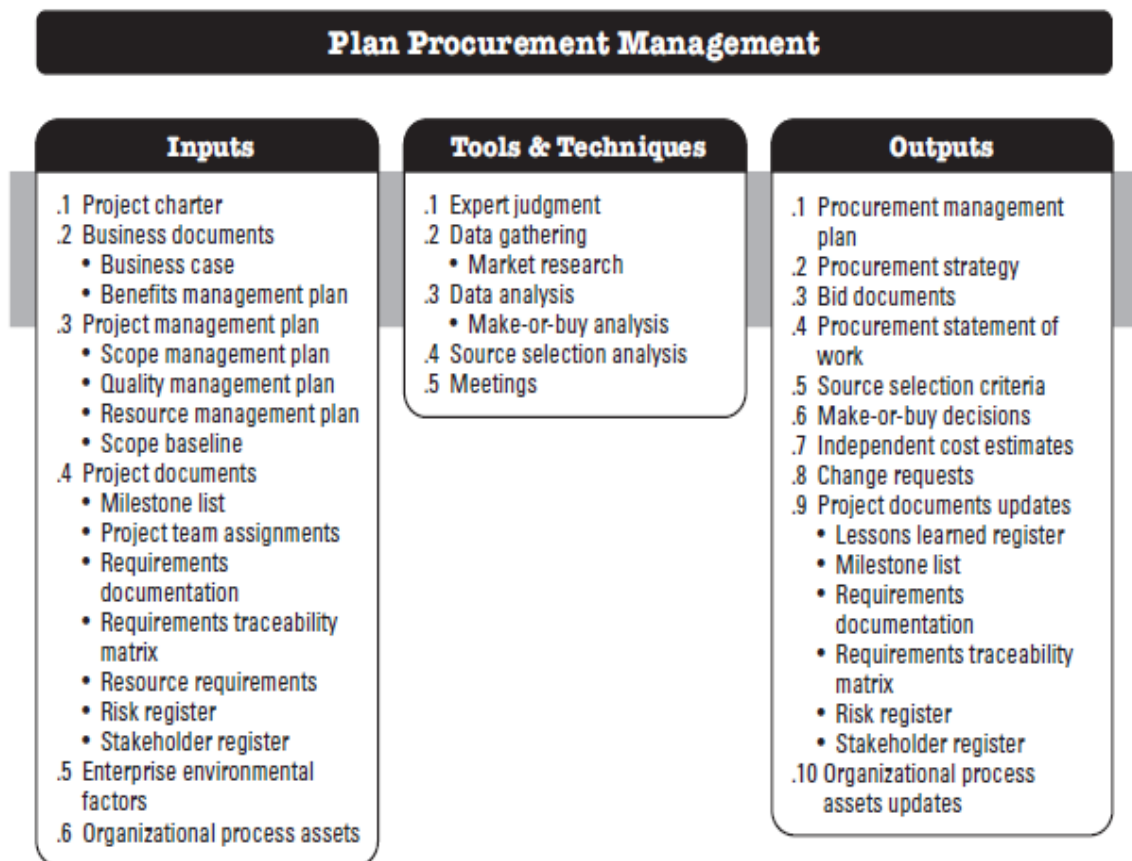 Plan Procurement Management
Inputs
.1 Project charter
.2 Business documents
• Business case
• Benefits management plan
.3 Project management plan
• Scope management plan
• Quality management plan
• Resource management plan
• Scope baseline
.4 Project documents
• Milestone list
• Project team assignments
• Requirements
documentation
• Requirements traceability
matrix
• Resource requirements
• Risk register
• Stakeholder register
.5 Enterprise environmental
factors
.6 Organizational process assets
Tools & Techniques
.1 Expert judgment
.2 Data gathering
• Market research
.3 Data analysis
• Make-or-buy analysis
.4 Source selection analysis
.5 Meetings
Outputs
.1 Procurement management
plan
.2 Procurement strategy
.3 Bid documents
.4 Procurement statement of
work
.5 Source selection criteria
.6 Make-or-buy decisions
.7 Independent cost estimates
.8 Change requests
.9 Project documents updates
• Lessons learned register
• Milestone list
• Requirements
documentation
• Requirements traceability
matrix
• Risk register
• Stakeholder register
.10 Organizational process
assets updates